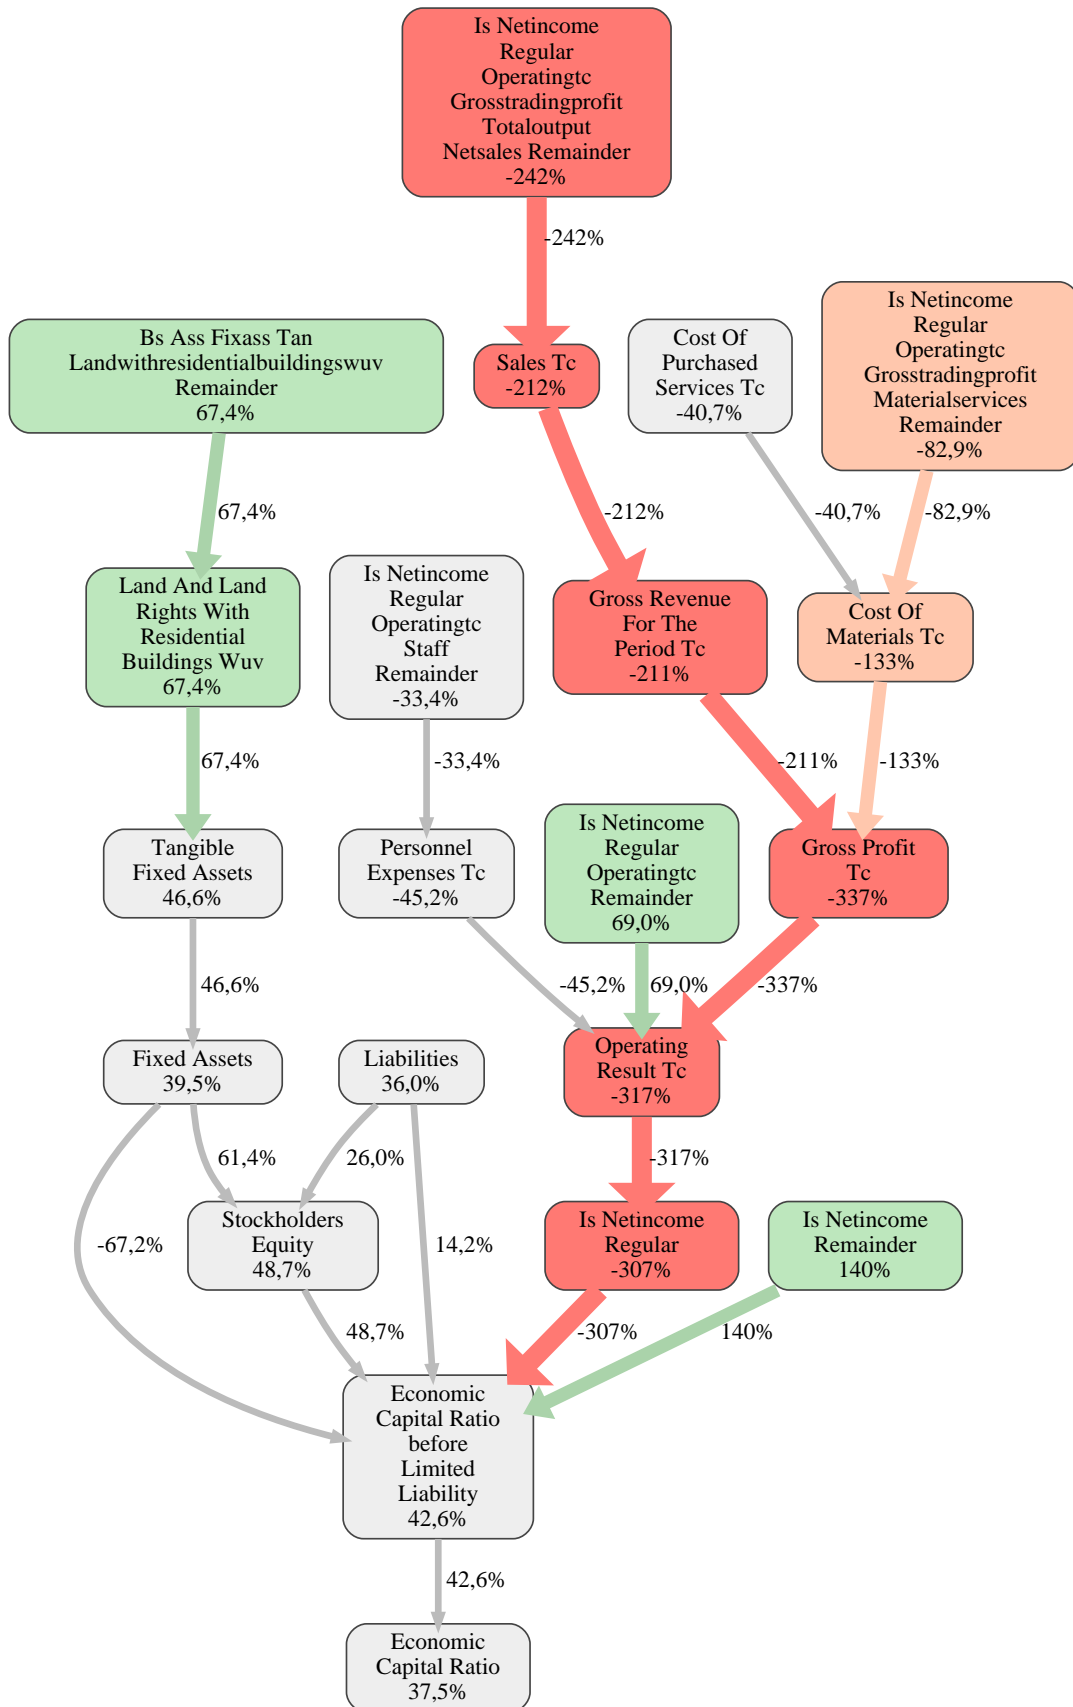 Is Netincome
Regular
Operatingtc
Grosstradingprofit
Totaloutput
Netsales Remainder
-242%
-242%
Bs Ass Fixass Tan
Landwithresidentialbuildingswuv
Remainder
67,4%
Sales Tc
-212%
Cost Of
Purchased
Services Tc
-40,7%
Is Netincome
Regular
Operatingtc
Grosstradingprofit
Materialservices
Remainder
-82,9%
67,4%
-212%
-40,7%
-82,9%
Land And Land
Rights With
Residential
Buildings Wuv
67,4%
Is Netincome
Regular
Operatingtc
Staff
Remainder
-33,4%
Gross Revenue
For The
Period Tc
-211%
Cost Of
Materials Tc
-133%
67,4%
-33,4%
-211%
-133%
Tangible
Fixed Assets
46,6%
Personnel
Expenses Tc
-45,2%
Is Netincome
Regular
Operatingtc
Remainder
69,0%
Gross Profit
Tc
-337%
46,6%
-45,2%
69,0%
-337%
Fixed Assets
39,5%
Liabilities
36,0%
Operating
Result Tc
-317%
61,4%
26,0%
-317%
Stockholders
Equity
48,7%
Is Netincome
Regular
-307%
Is Netincome
Remainder
140%
-67,2%
14,2%
48,7%
-307%
140%
Economic
Capital Ratio
before
Limited
Liability
42,6%
42,6%
Economic
Capital Ratio
37,5%